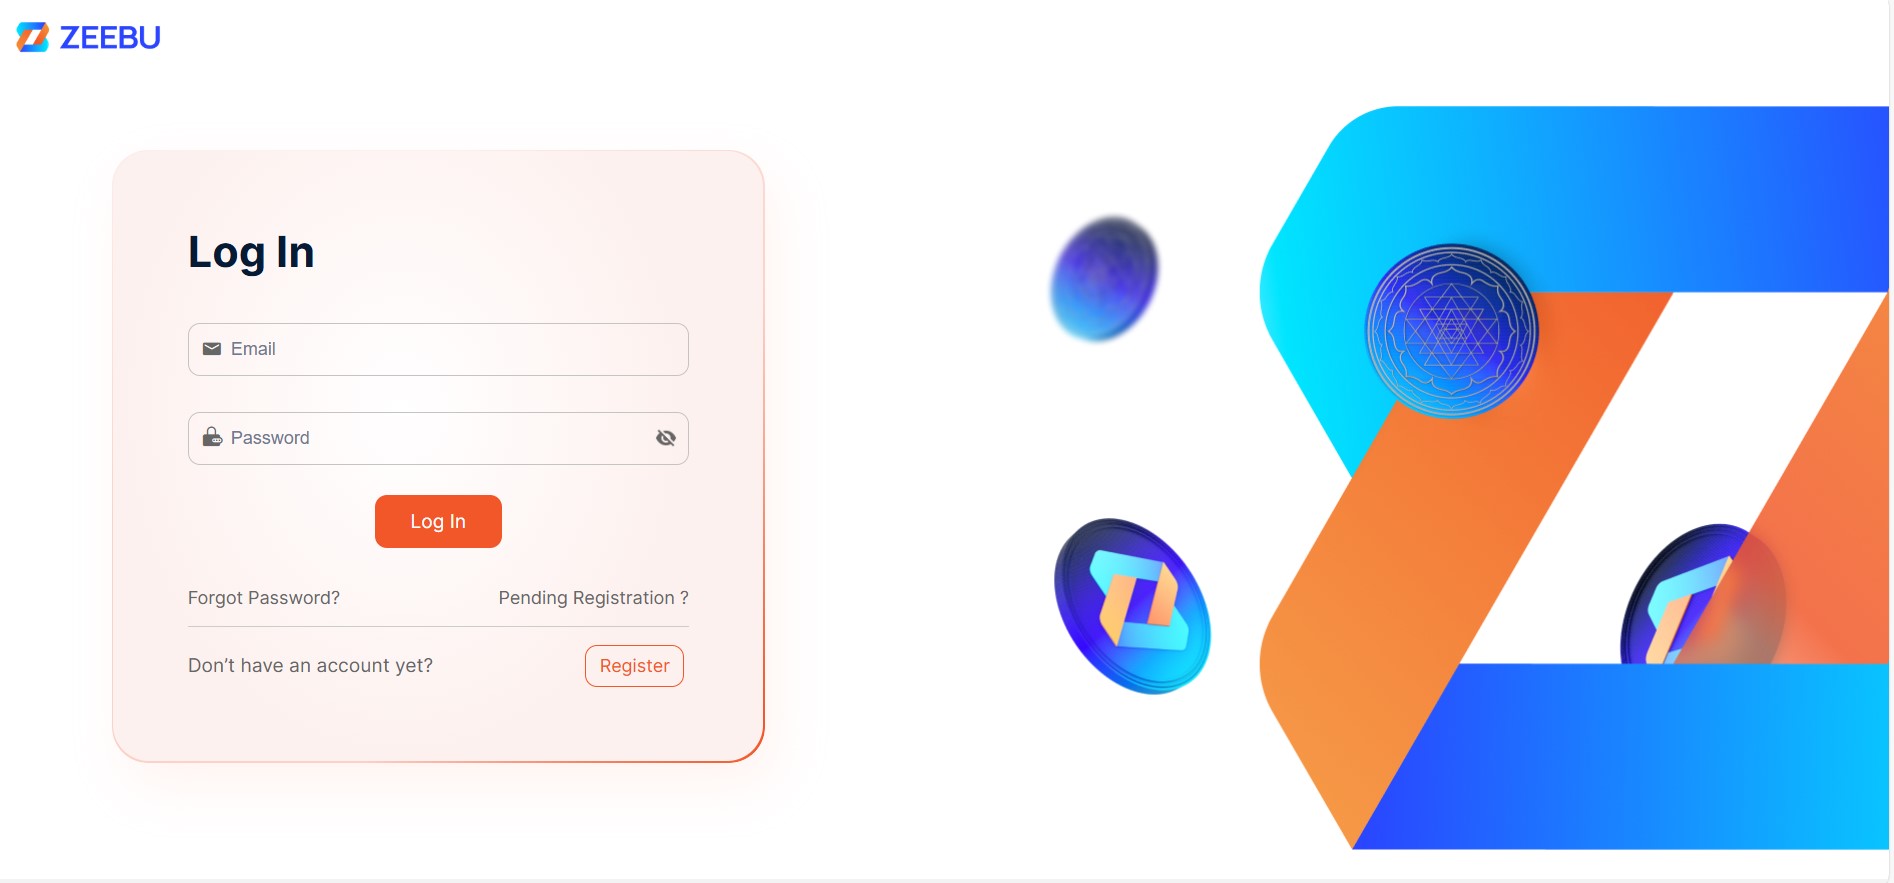 ZEEBU
Log In
Email
Password
Log In
Forgot Password?
Pending Registration ?
Don’t have an account yet?
Register